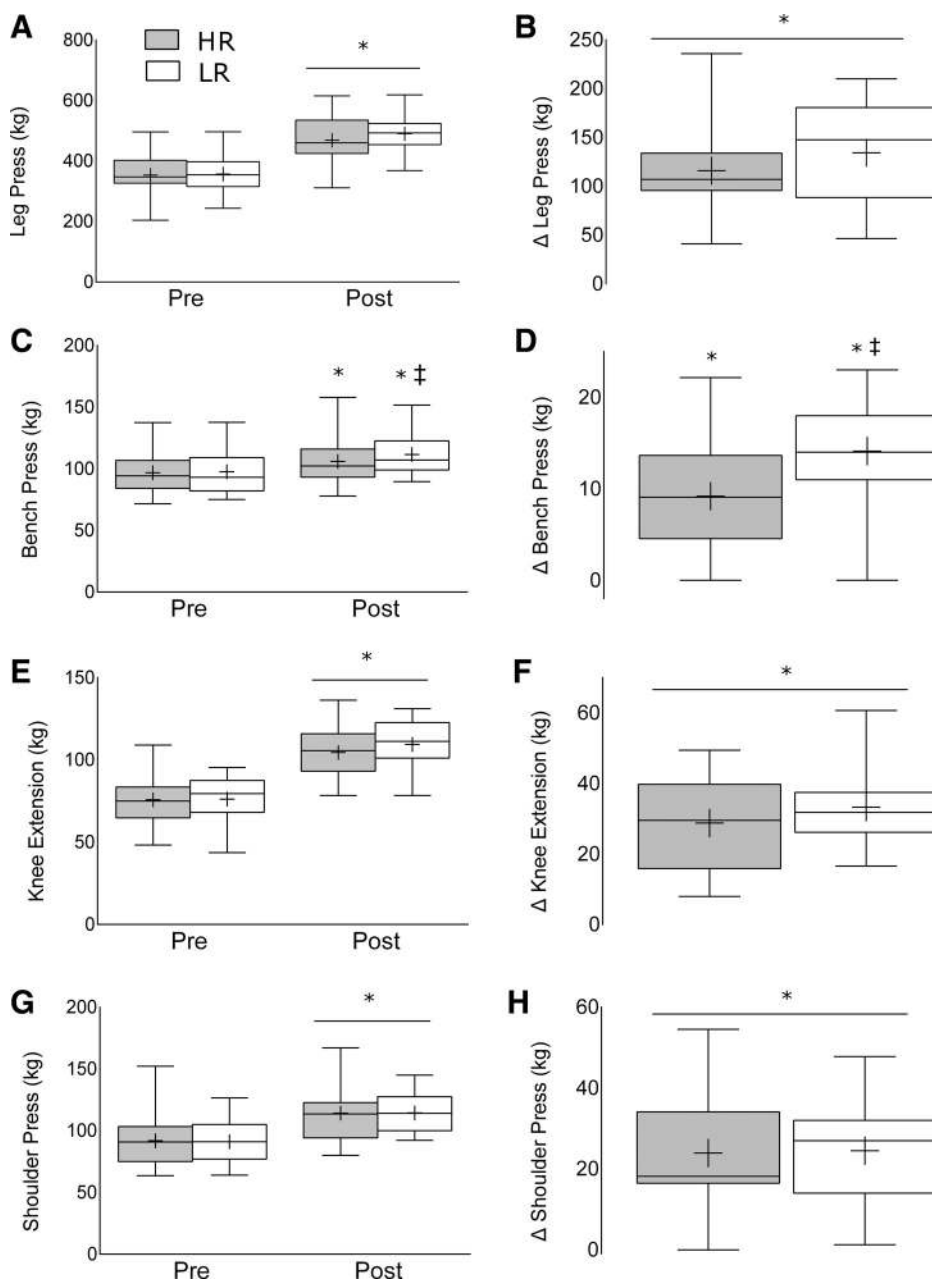 A
HR
LR
*
Leg Press (kg)
800
600
400
200
0
Pre
Post
B
*
Δ Leg Press (kg)
250
200
150
100
50
0
C
Bench Press (kg)
200
150
100
50
0
*
* ‡
Pre
Post
D
Δ Bench Press (kg)
20
10
0
*
* ‡
E
Knee Extension (kg)
150
100
50
0
*
Pre
Post
F
Δ Knee Extension (kg)
60
40
20
0
*
G
Shoulder Press (kg)
200
150
100
50
0
*
Pre
Post
H
Δ Shoulder Press (kg)
60
40
20
0
*